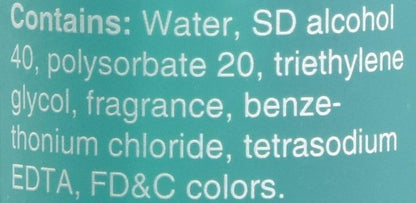 Contains: Water, SD alcohol
40, polysorbate 20, triethylene
glycol, fragrance, benze-
thonium chloride, tetrasodium
EDTA, FD&C colors.